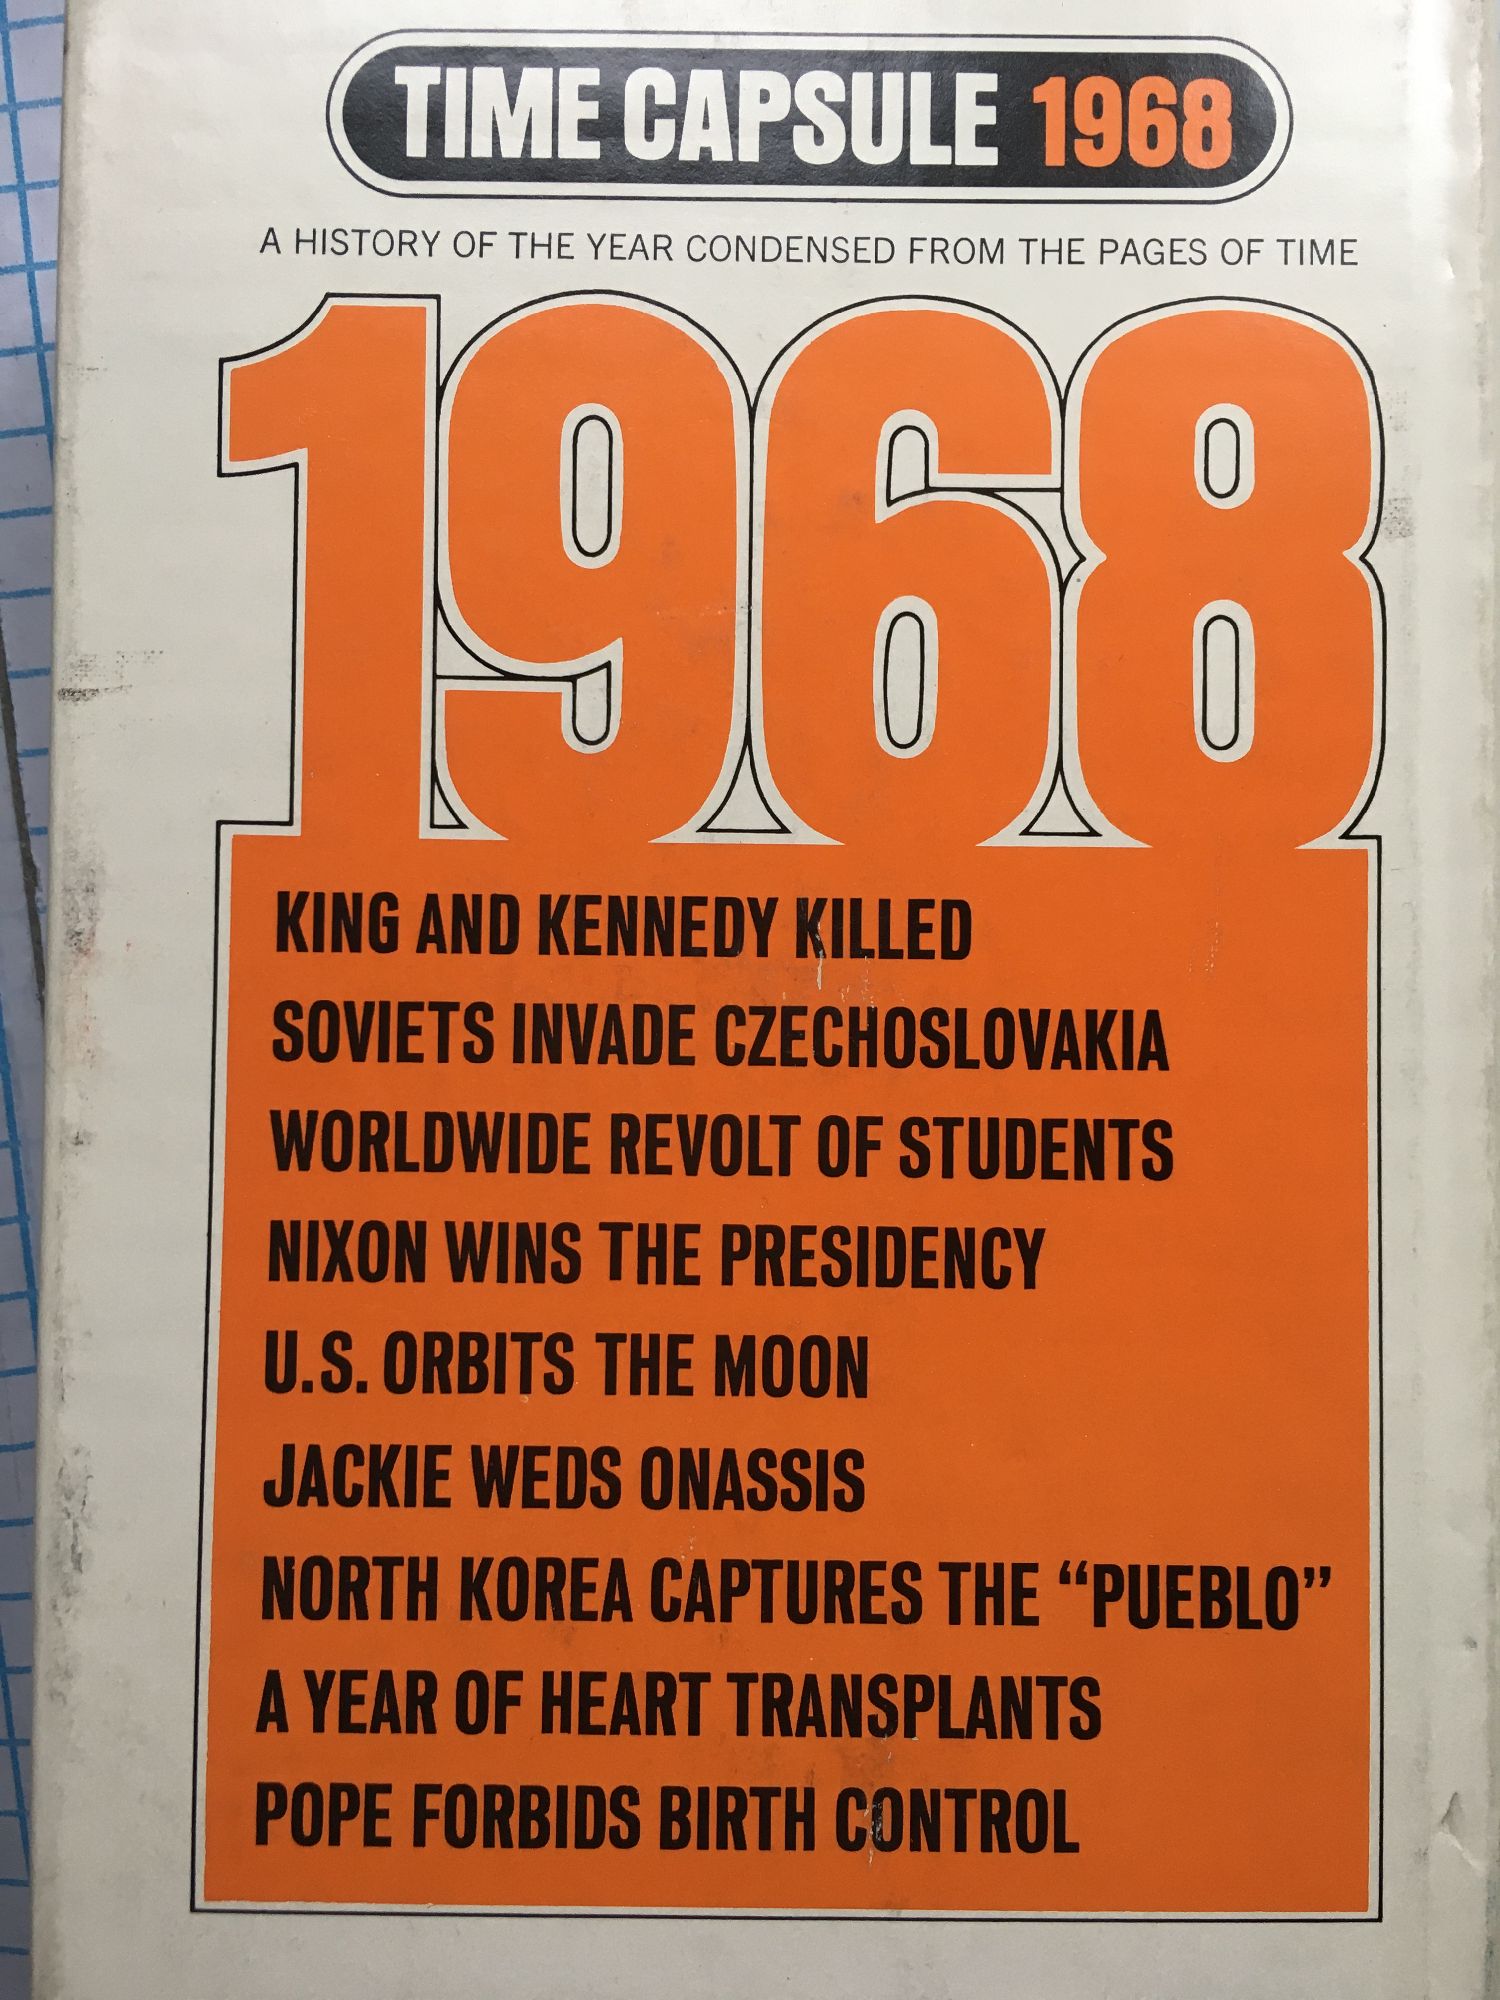 TIME CAPSULE 1968
A HISTORY OF THE YEAR CONDENSED FROM THE PAGES OF TIME
1968
KING AND KENNEDY KILLED
SOVIETS INVADE CZECHOSLOVAKIA
WORLDWIDE REVOLT OF STUDENTS
NIXON WINS THE PRESIDENCY
U.S. ORBITS THE MOON
JACKIE WEDS ONASSIS
NORTH KOREA CAPTURES THE “PUEBLO”
A YEAR OF HEART TRANSPLANTS
POPE FORBIDS BIRTH CONTROL